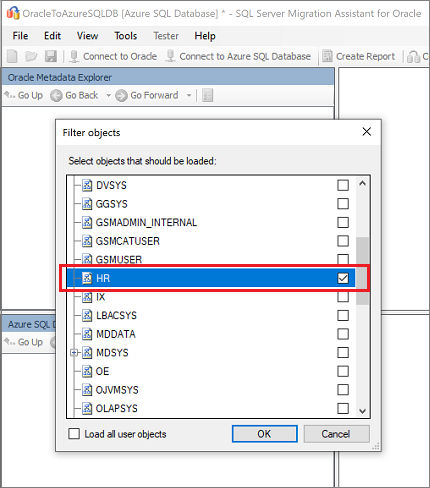 OracleToAzureSQLDB [Azure SQL Database] * - SQL Server Migration Assistant for Oracle
File Edit View Tools Tester Help
Connect to Oracle Connect to Azure SQL Database Create Report Co
Oracle Metadata Explorer
Go Up Go Back Go Forward
Filter objects
Select objects that should be loaded:
DVSYS
GGSYS
GSMADMIN_INTERNAL
GSMCATUSER
GSMUSER
HR
IX
LBACSYS
MDDATA
Azure SQL D
Go Up
MDSYS
OE
OJVMSYS
OLAPSYS
Load all user objects OK Cancel